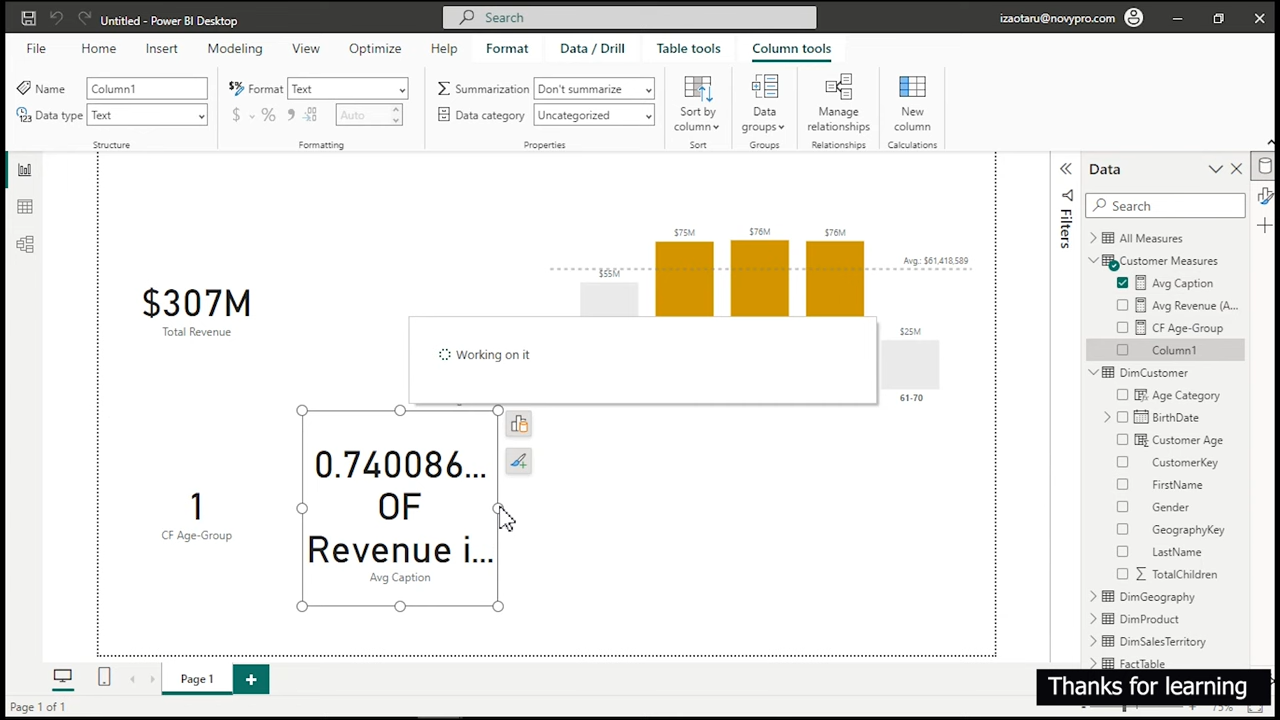 Untitled - Power BI Desktop
Search
izaotaru@novypro.com
File
Home
Insert
Modeling
View
Optimize
Help
Format
Data / Drill
Table tools
Column tools
Name
Column1
Data type
Text
Structure
Format
Text
$
%
Auto
Formatting
Summarization
Don't summarize
Data category
Uncategorized
Properties
Sort by
column
Sort
Data
groups
Groups
Manage
relationships
Relationships
New
column
Calculations
$307M
Total Revenue
$55M
$75M
$76M
$76M
Avg.: $61,418,589
$25M
61-70
Working on it
1
CF Age-Group
0.740086...
OF
Revenue i...
Avg Caption
Filters
Data
Search
All Measures
Customer Measures
Avg Caption
Avg Revenue (A...
CF Age-Group
Column1
DimCustomer
Age Category
BirthDate
Customer Age
CustomerKey
FirstName
Gender
GeographyKey
LastName
TotalChildren
DimGeography
DimProduct
DimSalesTerritory
FactTable
Page 1
Page 1 of 1
Thanks for learning
75%